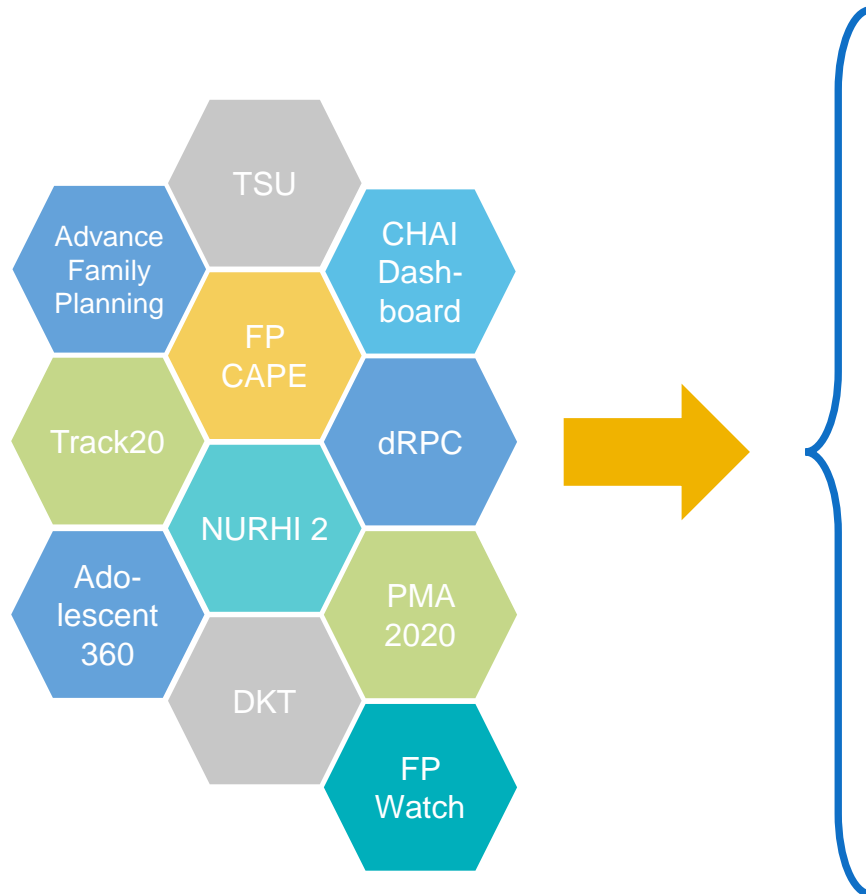 TSU
Advance
Family
Planning
CHAI
Dash-
board
FP
CAPE
Track20
dRPC
NURHI 2
Ado-
lescent
360
PMA
2020
DKT
FP
Watch